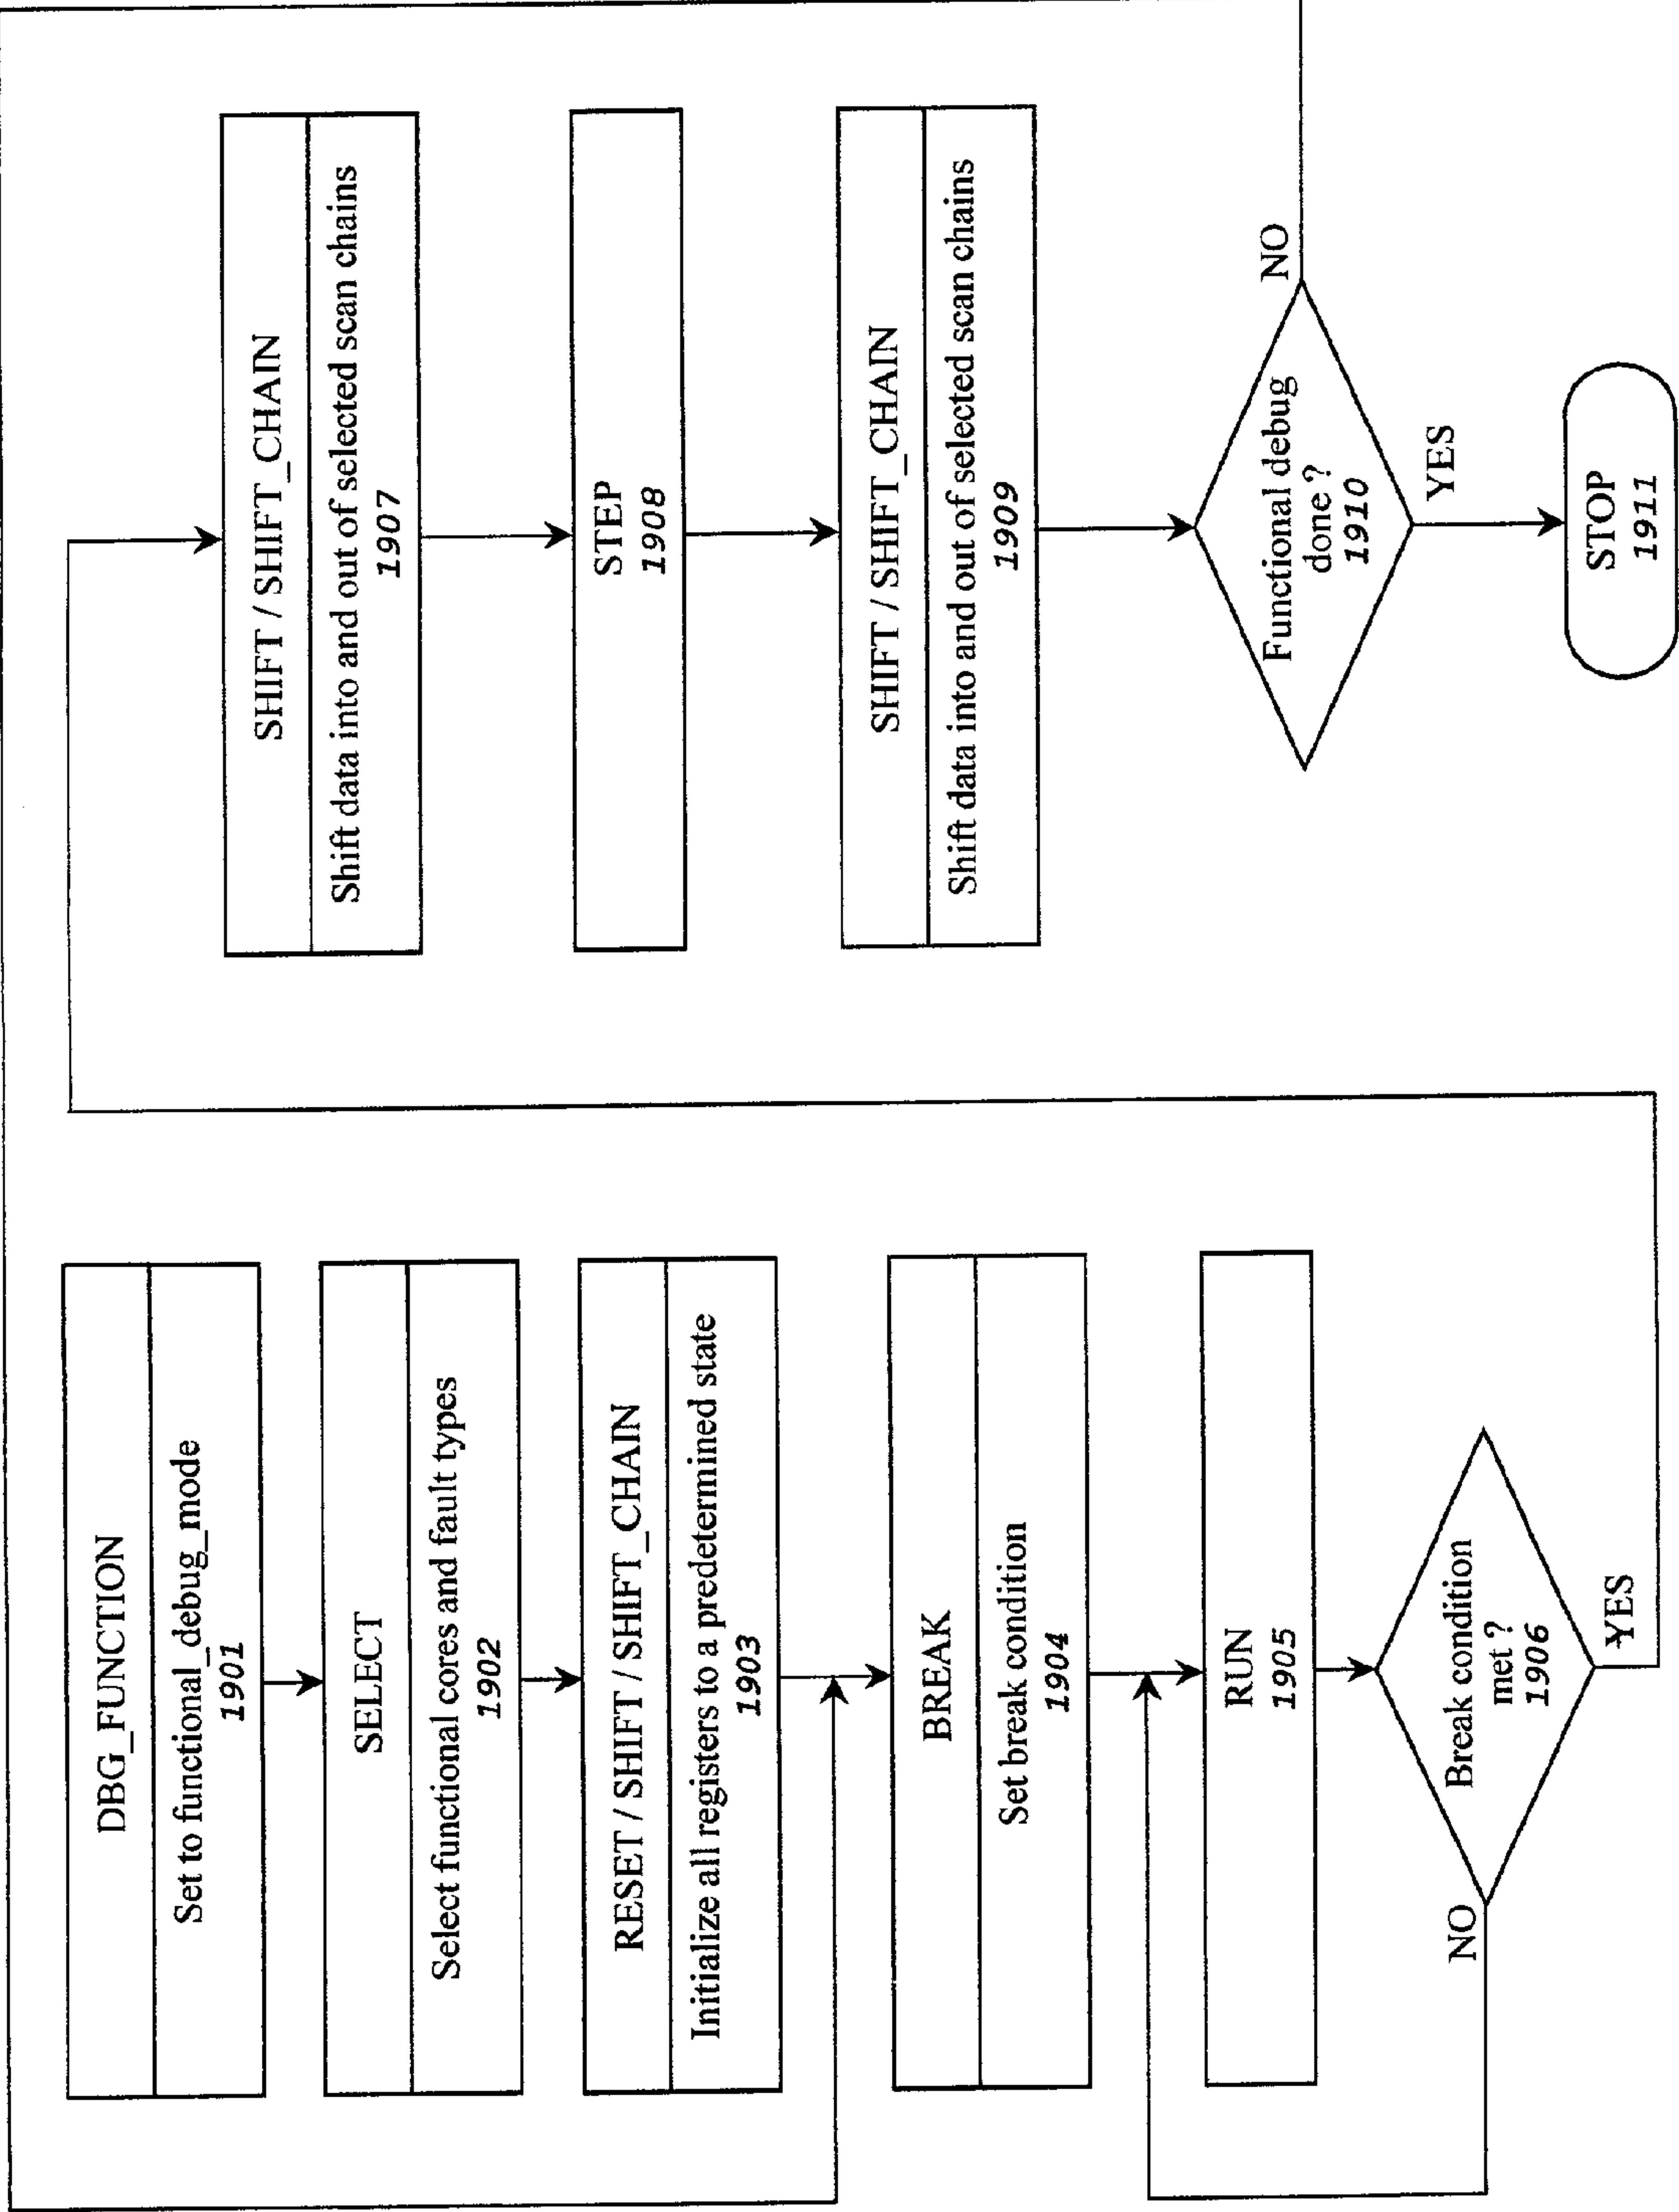 DBG_FUNCTION
Set to functional_debug_mode
1901
SELECT
Select functional cores and fault types
1902
RESET / SHIFT / SHIFT_CHAIN
Initialize all registers to a predetermined state
1903
BREAK
Set break condition
1904
RUN
1905
Break condition
met ?
1906
NO
YES
SHIFT / SHIFT_CHAIN
Shift data into and out of selected scan chains
1907
STEP
1908
SHIFT / SHIFT_CHAIN
Shift data into and out of selected scan chains
1909
Functional debug
done ?
1910
NO
YES
STOP
1911